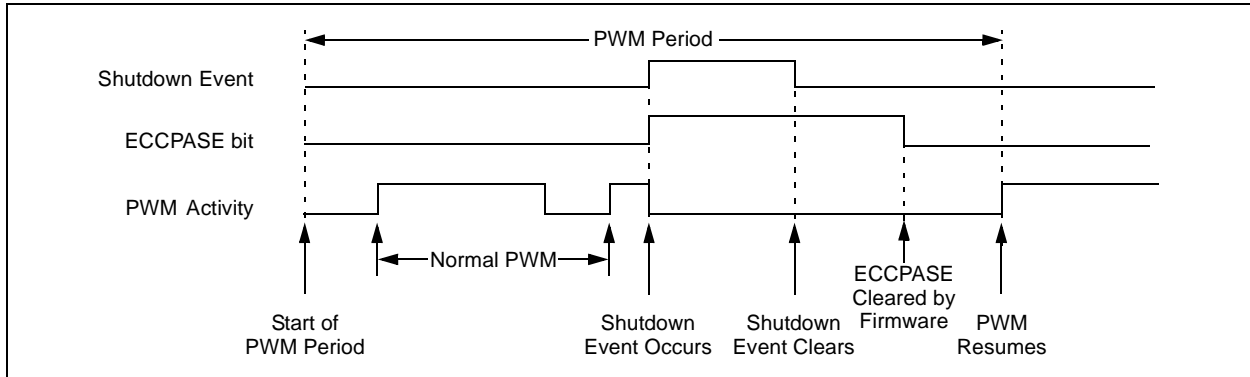 PWM Period
Shutdown Event
ECCPASE bit
PWM Activity
Normal PWM
Start of
PWM Period
Shutdown
Event Occurs
Shutdown
Event Clears
ECCPASE
Cleared by
Firmware
PWM
Resumes